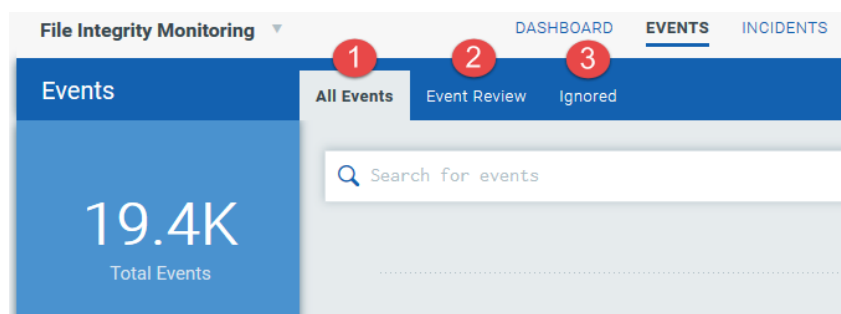 File Integrity Monitoring DASHBOARD EVENTS INCIDENTS
1 2 3
Events All Events Event Review Ignored
Search for events
19.4K
Total Events